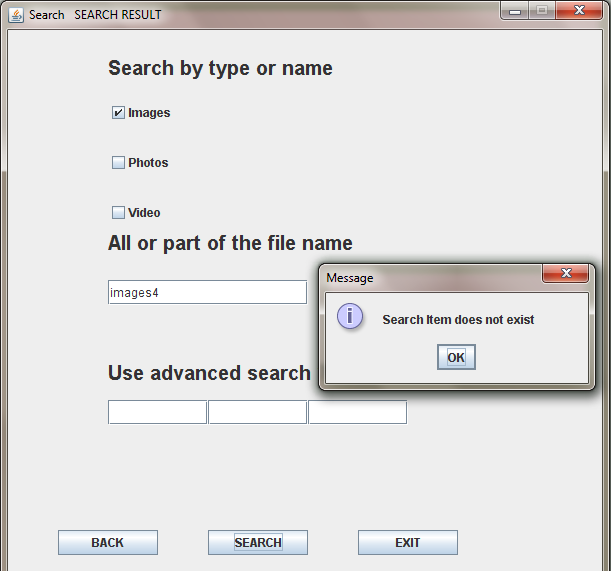 Search SEARCH RESULT
Search by type or name
Images
Photos
Video
All or part of the file name
images4
Message
Search Item does not exist
OK
Use advanced search
BACK SEARCH EXIT